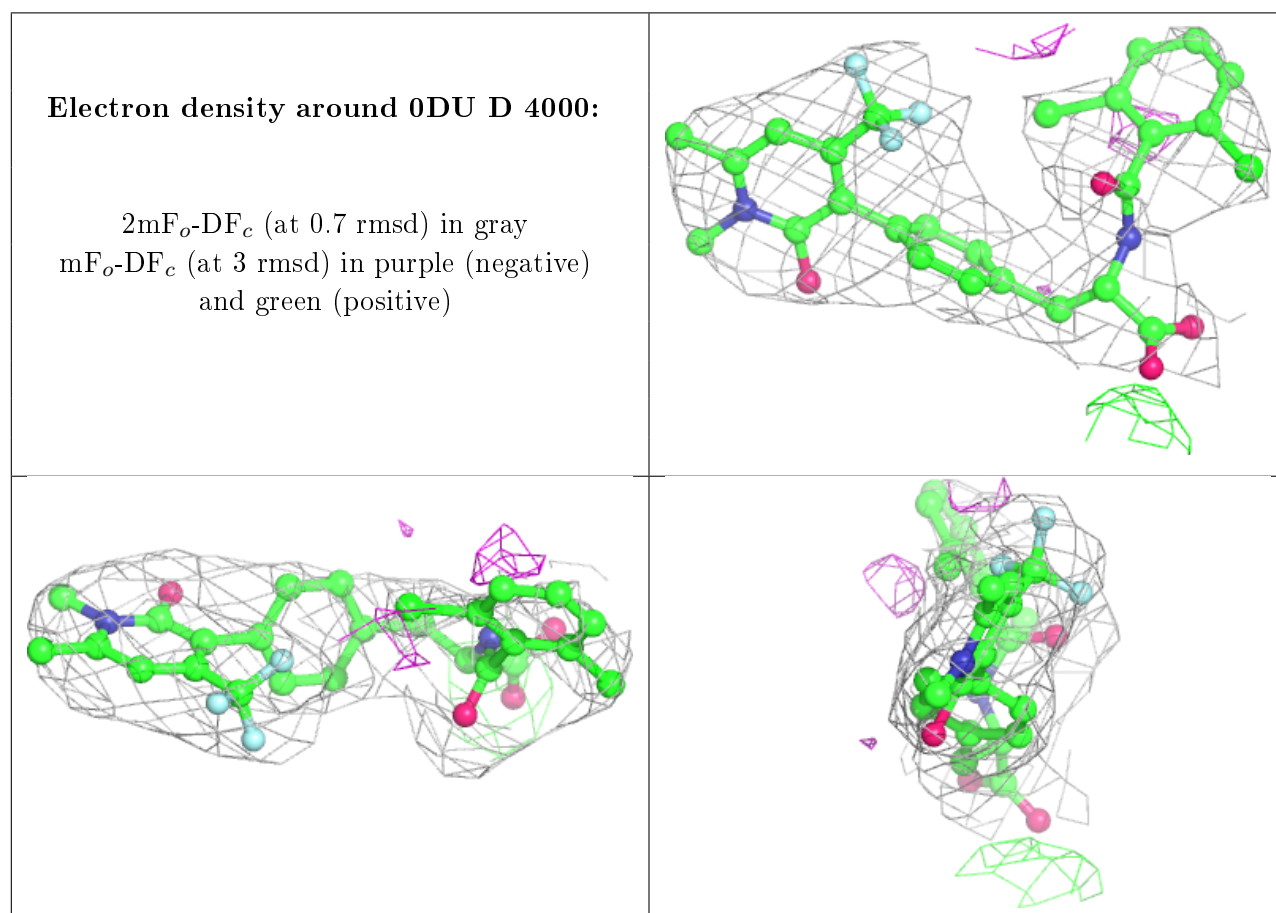 Electron density around 0DU D 4000:
2mFo-DFc (at 0.7 rmsd) in gray
mFo-DFc (at 3 rmsd) in purple (negative)
and green (positive)